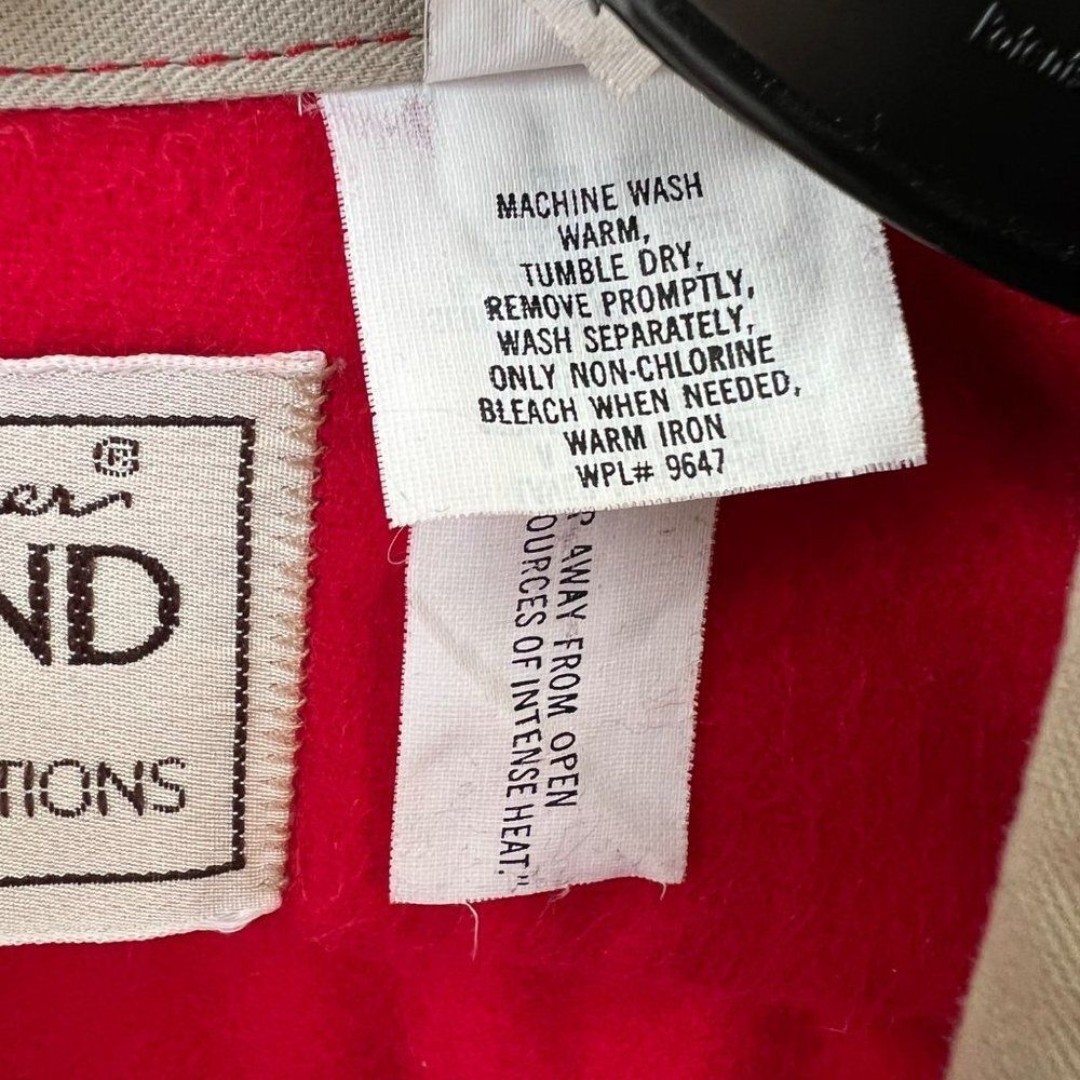 MACHINE WASH
WARM,
TUMBLE DRY,
REMOVE PROMPTLY,
WASH SEPARATELY,
ONLY NON-CHLORINE
BLEACH WHEN NEEDED,
WARM IRON
WPL# 9647
AWAY FROM OPEN
OURCES OF INTENSE HEAT."
er
ND
TIONS